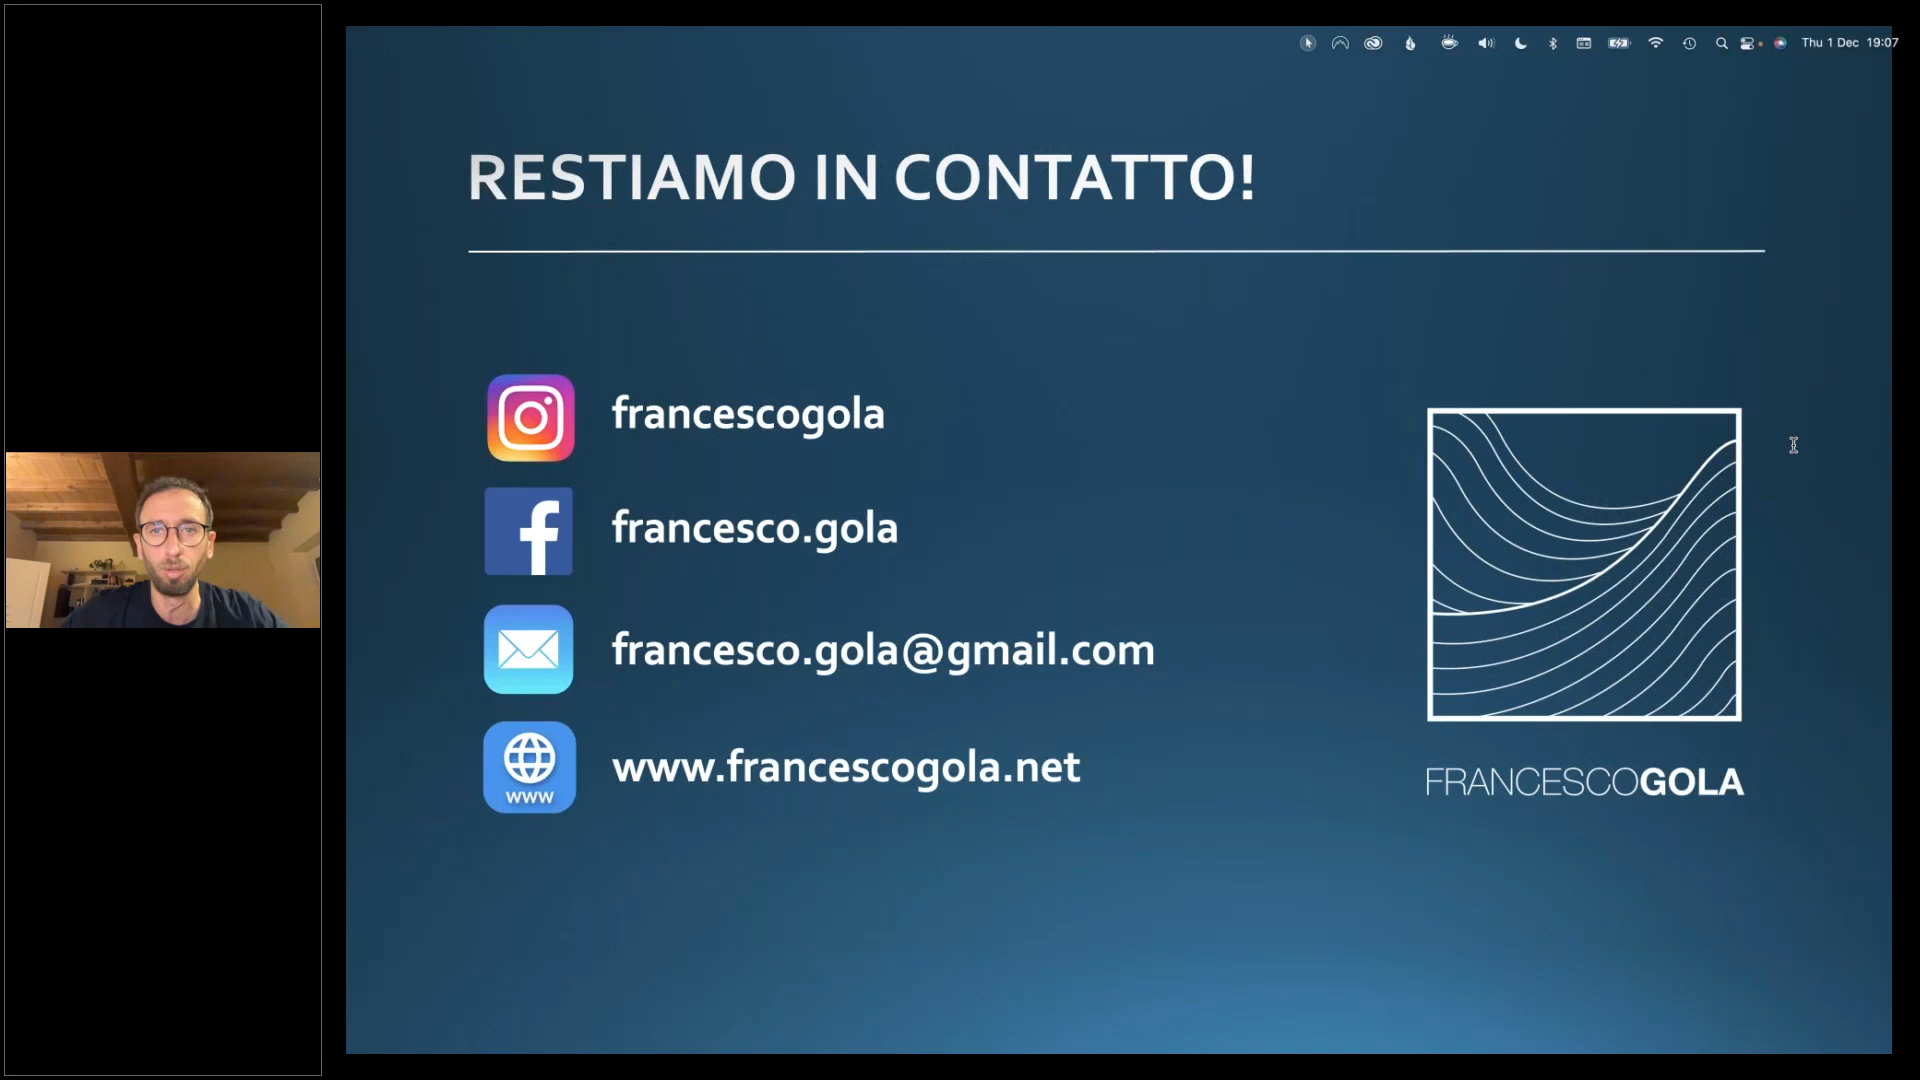 Thu 1 Dec 19:07
RESTIAMO IN CONTATTO!
francescogola
francesco.gola
francesco.gola@gmail.com
www
www.francescogola.net
FRANCESCOGOLA